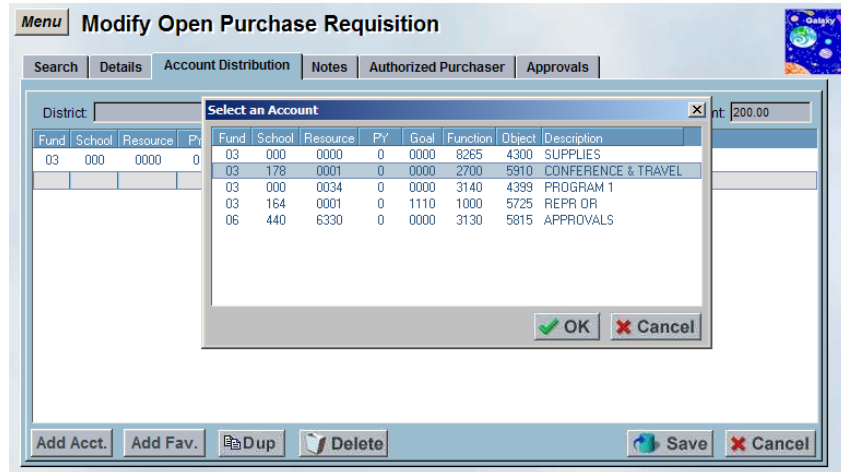 Menu Modify Open Purchase Requisition
Galaxy
Search Details Account Distribution Notes Authorized Purchaser Approvals
District: Select an Account nt: 200.00
Fund School Resource PY
03 000 0000 0
Fund School Resource PY Goal Function Object Description
03 000 0000 0 0000 8265 4300 SUPPLIES
03 178 0001 0 0000 2700 5910 CONFERENCE & TRAVEL
03 000 0034 0 0000 3140 4399 PROGRAM 1
03 164 0001 0 1110 1000 5725 REPR OR
06 440 6330 0 0000 3130 5815 APPROVALS
OK Cancel
Add Acct. Add Fav. Dup Delete Save Cancel